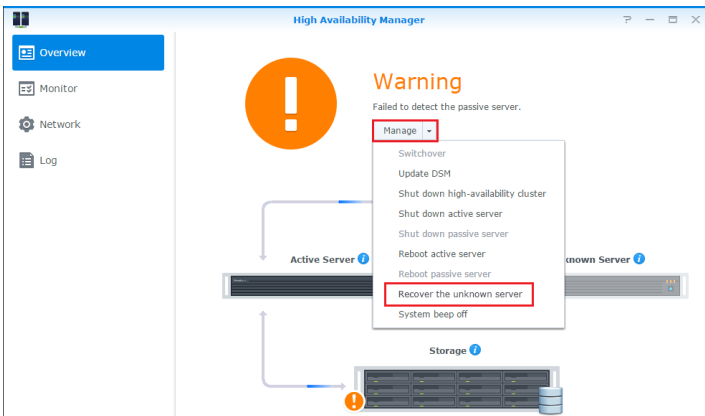 High Availability Manager
Overview
Monitor
Network
Log
Warning
Failed to detect the passive server.
Manage
Switchover
Update DSM
Shut down high-availability cluster
Shut down active server
Shut down passive server
Reboot active server
Reboot passive server
Recover the unknown server
System beep off
Active Server
known Server
Storage